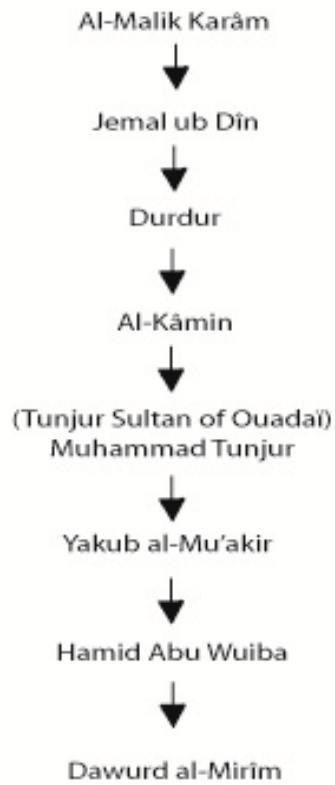 Al-Malik Karâm
Jemal ub Dîn
Durdur
Al-Kâmin
(Tunjur Sultan of Ouadaï)
Muhammad Tunjur
Yakub al-Mu'akir
Hamid Abu Wuiba
Dawurd al-Mirîm